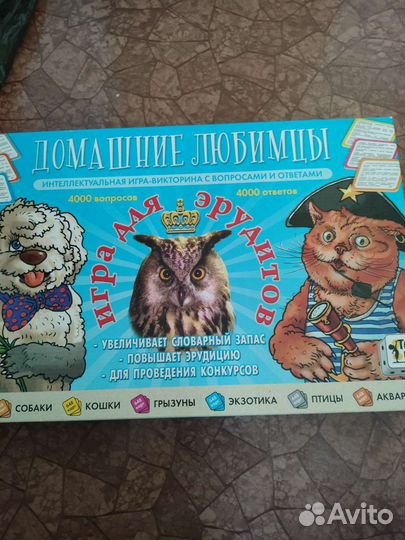 ДОМАШНИЕ ЛЮБИМЦЫ
ИНТЕЛЛЕКТУАЛЬНАЯ ИГРА-ВИКТОРИНА С ВОПРОСАМИ И ОТВЕТАМИ
4000 вопросов 4000 ответов
ИГРА ДЛЯ ЭРУДИТОВ
- УВЕЛИЧИВАЕТ СЛОВАРНЫЙ ЗАПАС
- ПОВЫШАЕТ ЭРУДИЦИЮ
- ДЛЯ ПРОВЕДЕНИЯ КОНКУРСОВ
СОБАКИ КОШКИ ГРЫЗУНЫ ЭКЗОТИКА ПТИЦЫ АКВАР
Avito